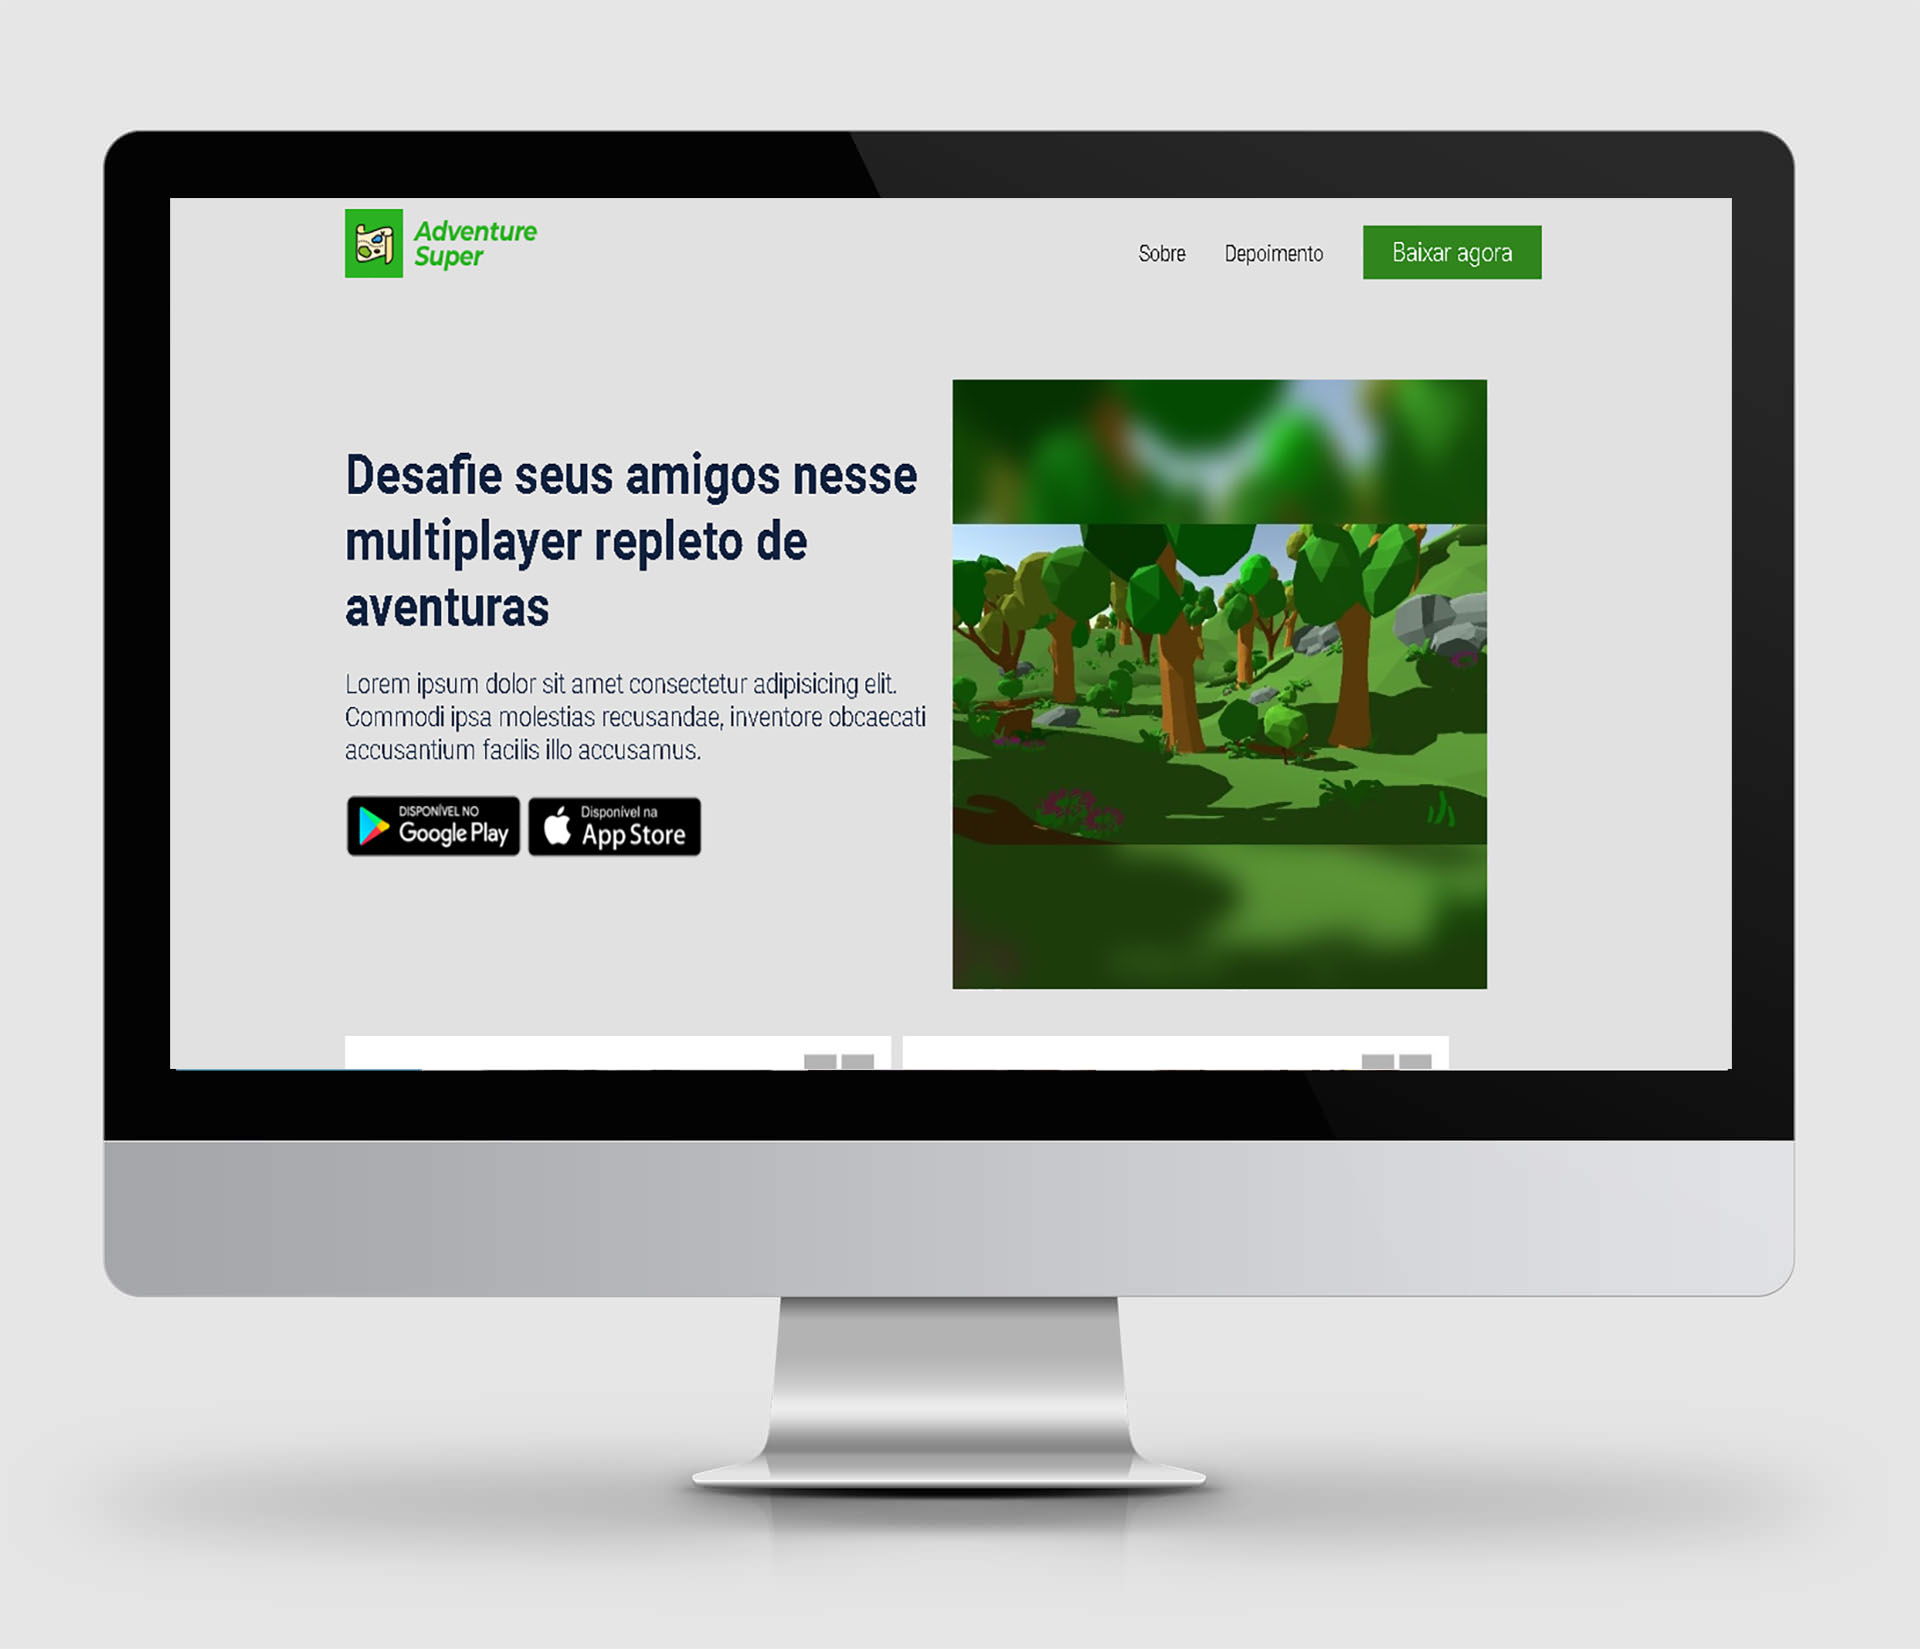 Adventure
Super
Sobre
Depoimento
Baixar agora
Desafie seus amigos nesse
multiplayer repleto de
aventuras
Lorem ipsum dolor sit amet consectetur adipisicing elit.
Commodi ipsa molestias recusandae, inventore obcaecati
accusantium facilis illo accusamus.
DISPONÍVEL NO
Google Play
Disponível na
App Store